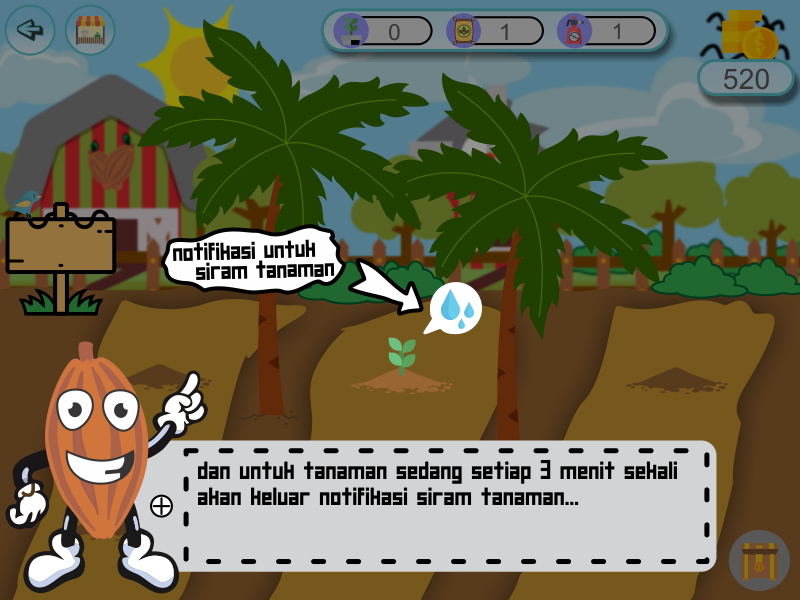 0
1
1
520
notifikasi untuk
siram tanaman
dan untuk tanaman sedang setiap 3 menit sekali
akan keluar notifikasi siram tanaman...